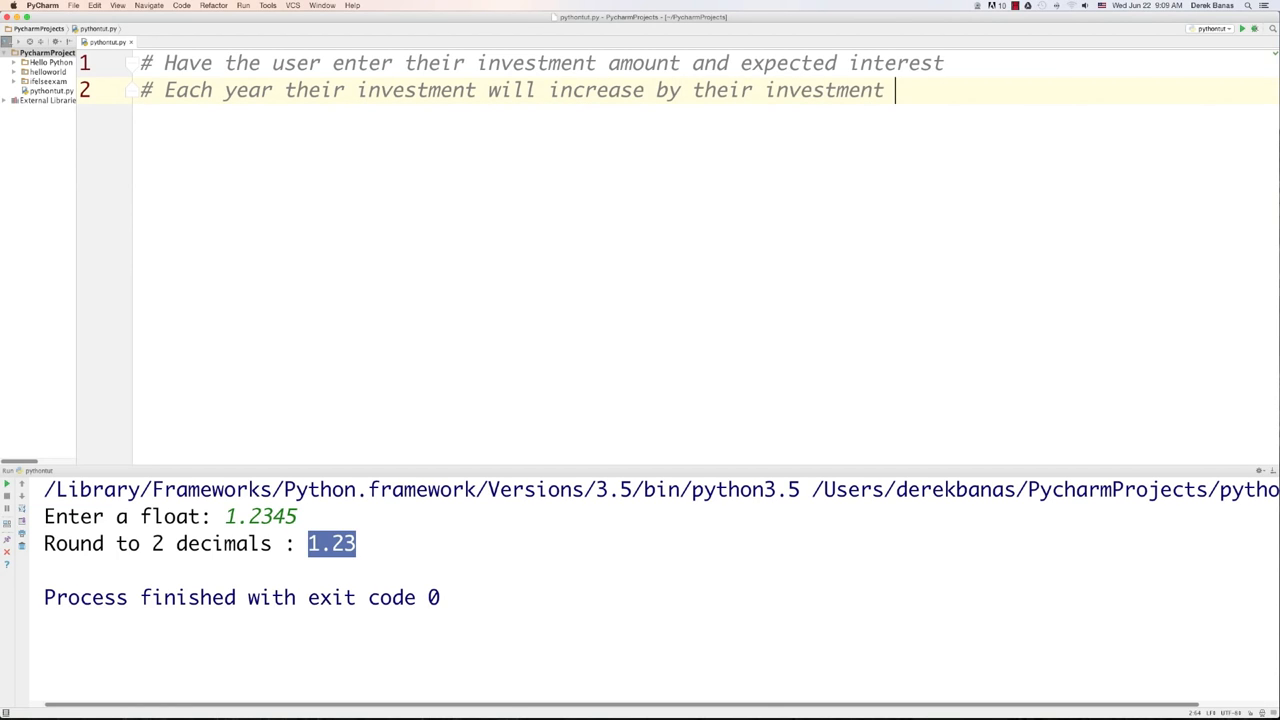 PyCharm File Edit View Navigate Code Refactor Run Tools VCS Window Help 10 Wed Jun 22 9:09 AM Derek Banas
pythontut.py - PycharmProjects - [~/PycharmProjects]
PycharmProjects pythontut.py pythontut
pythontut.py
PycharmProject
Hello Python
helloworld
ifelseexam
pythontut.py
External Librarie
1 # Have the user enter their investment amount and expected interest
2 # Each year their investment will increase by their investment
Run pythontut
/Library/Frameworks/Python.framework/Versions/3.5/bin/python3.5 /Users/derekbanas/PycharmProjects/pytho
Enter a float: 1.2345
Round to 2 decimals : 1.23
Process finished with exit code 0
2:64 LF UTF-8